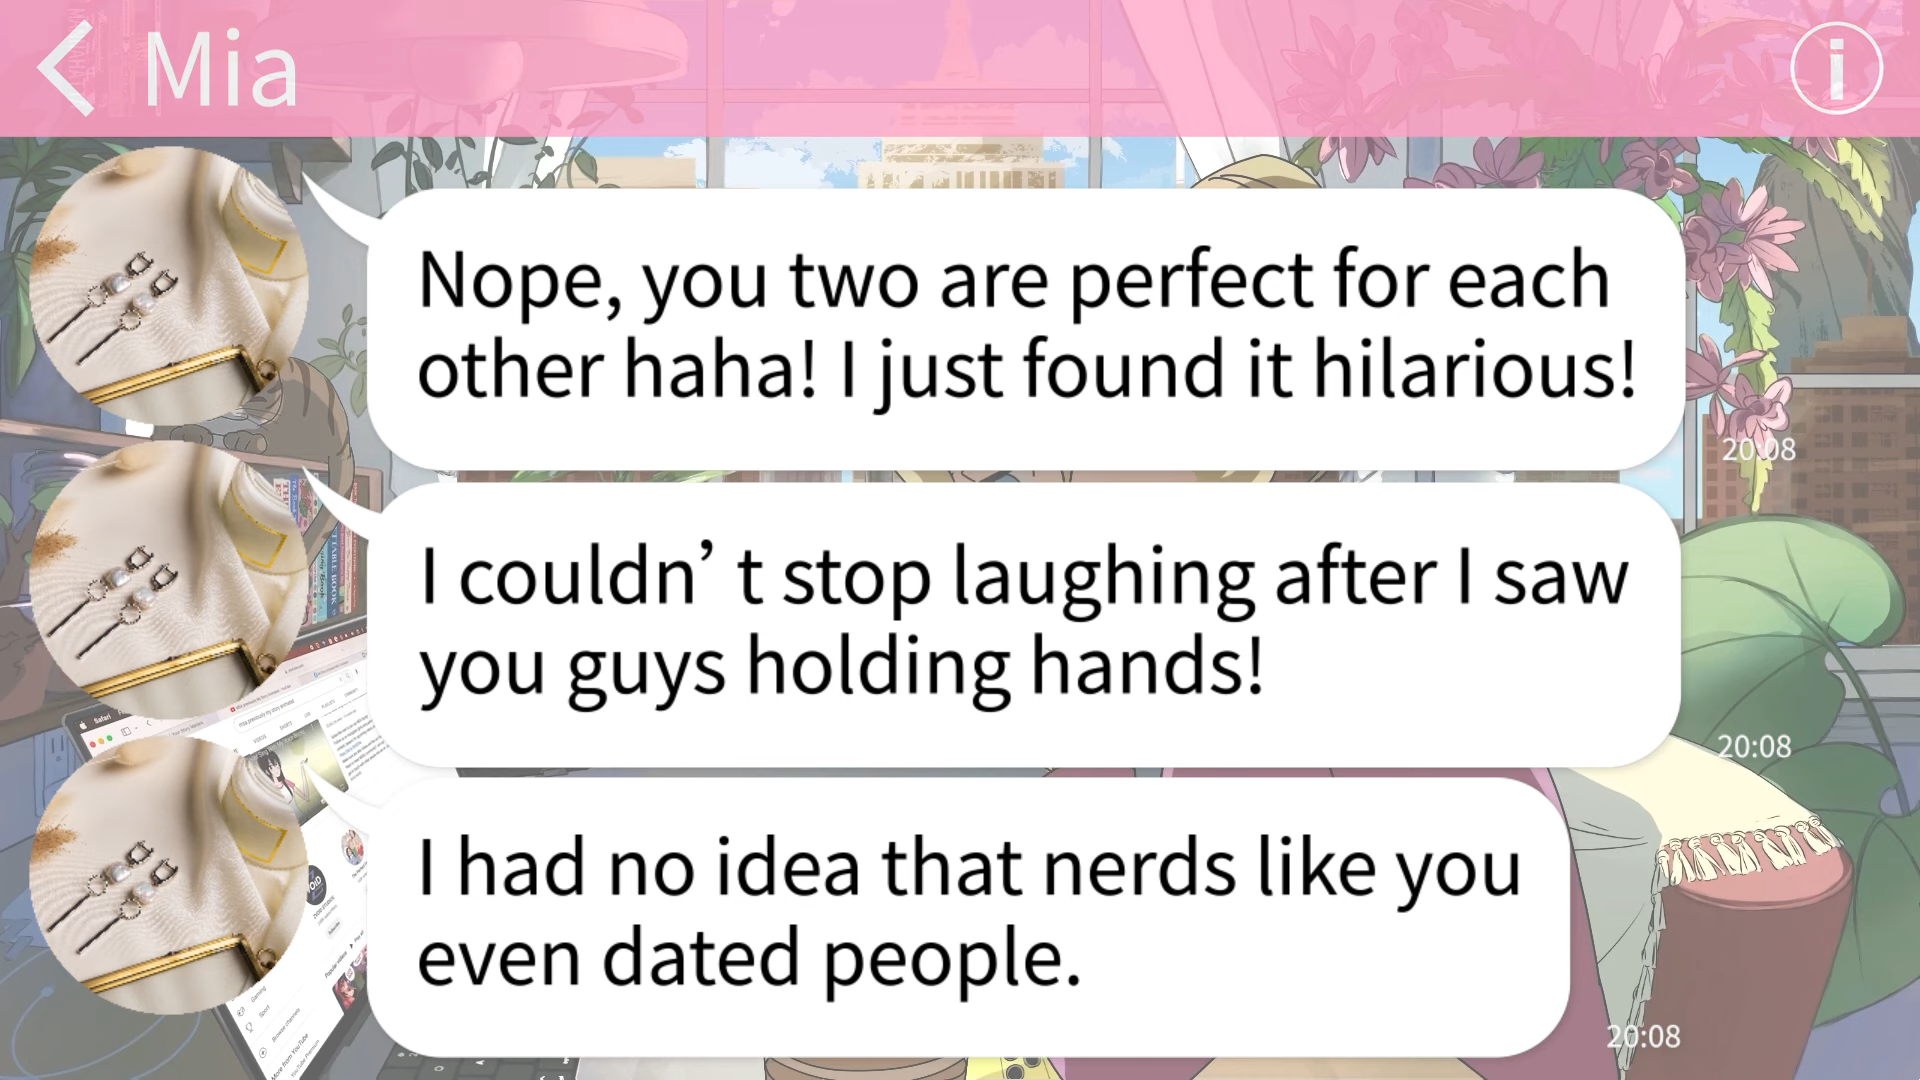 Mia
Nope, you two are perfect for each
other haha! I just found it hilarious!
20:08
I couldn’ t stop laughing after I saw
you guys holding hands!
20:08
Safari
I had no idea that nerds like you
even dated people.
20:08